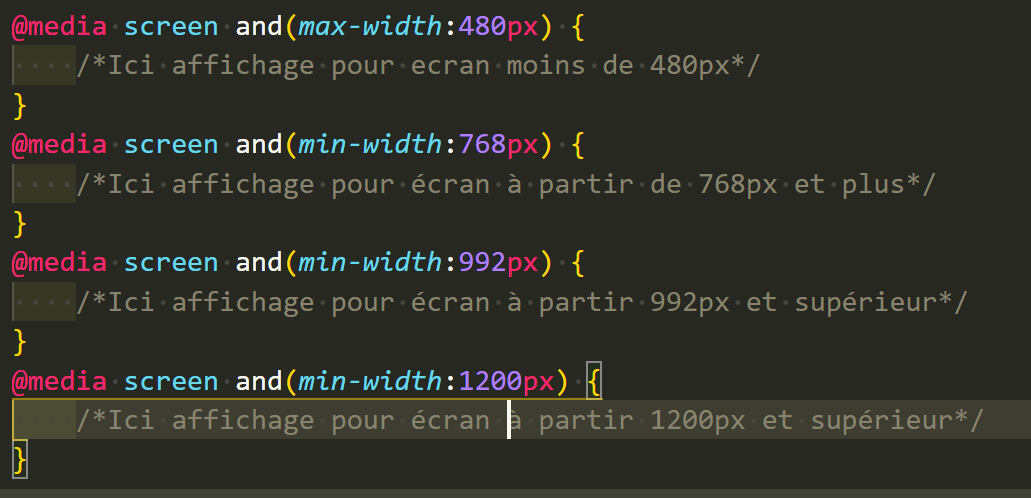 @media screen and(max-width:480px) {
    /*Ici affichage pour ecran moins de 480px*/
}
@media screen and(min-width:768px) {
    /*Ici affichage pour écran à partir de 768px et plus*/
}
@media screen and(min-width:992px) {
    /*Ici affichage pour écran à partir 992px et supérieur*/
}
@media screen and(min-width:1200px) {
    /*Ici affichage pour écran à partir 1200px et supérieur*/
}